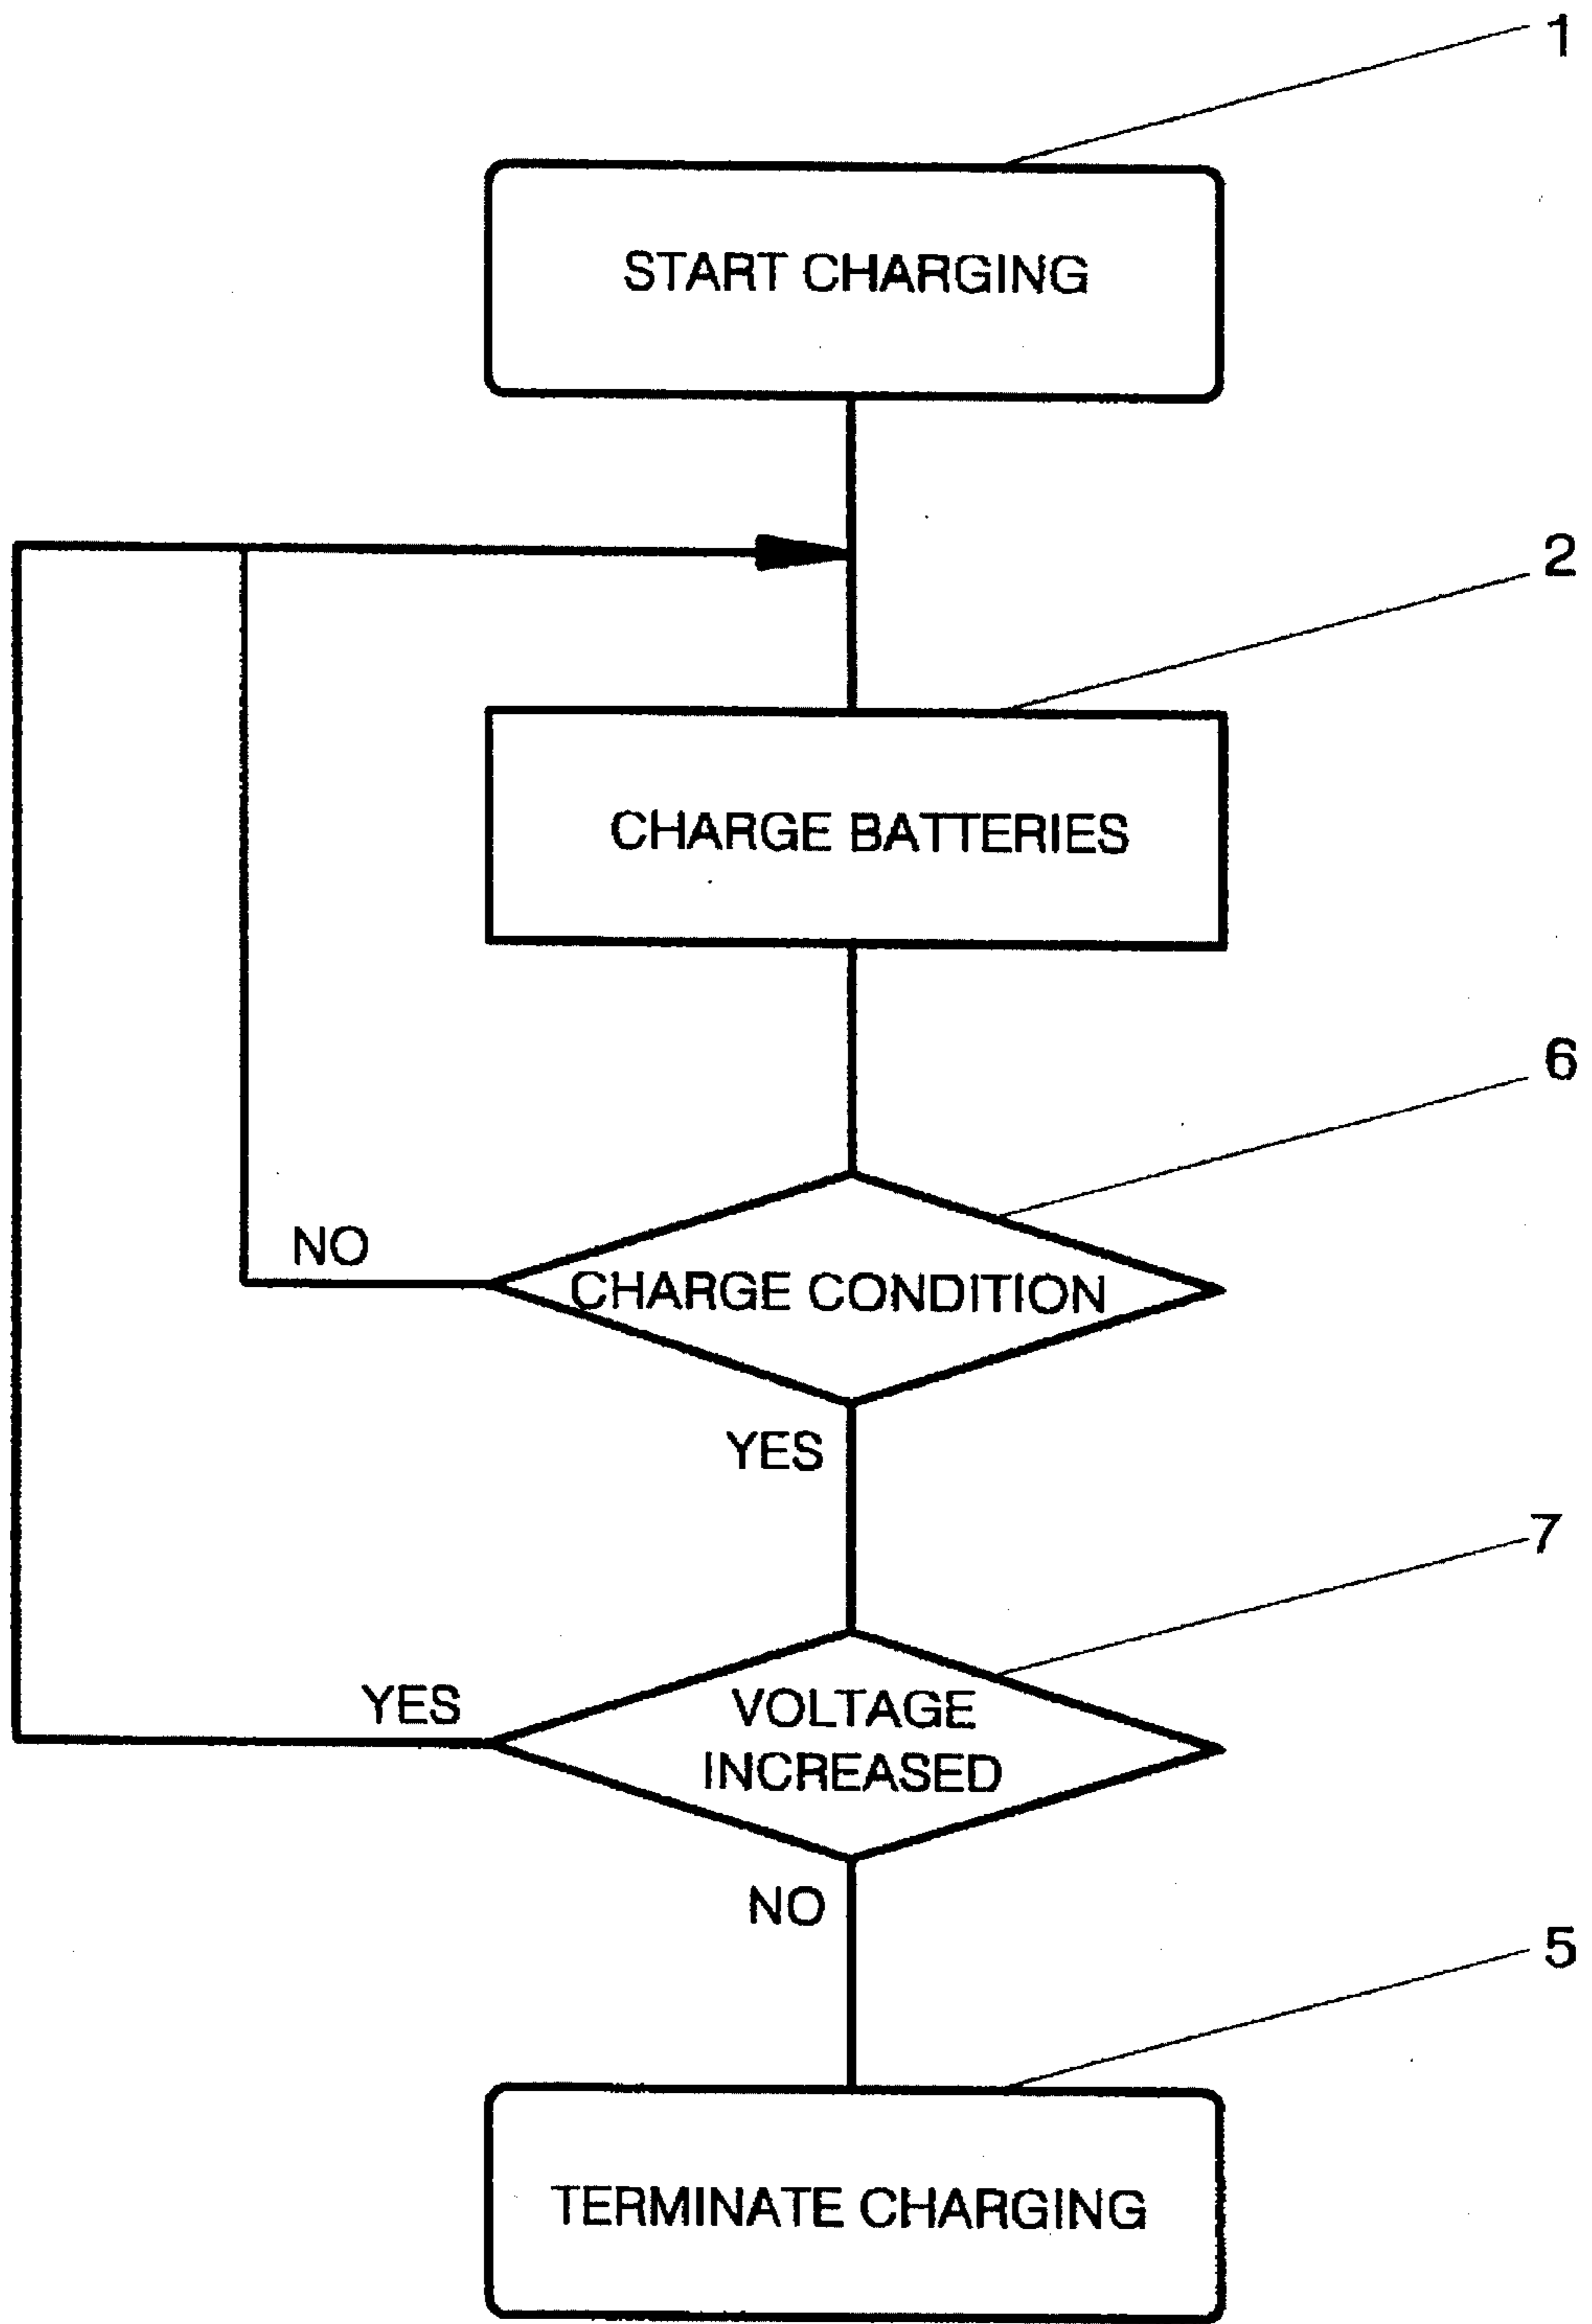 1
START CHARGING
2
CHARGE BATTERIES
6
NO
CHARGE CONDITION
YES
7
YES
VOLTAGE
INCREASED
NO
5
TERMINATE CHARGING